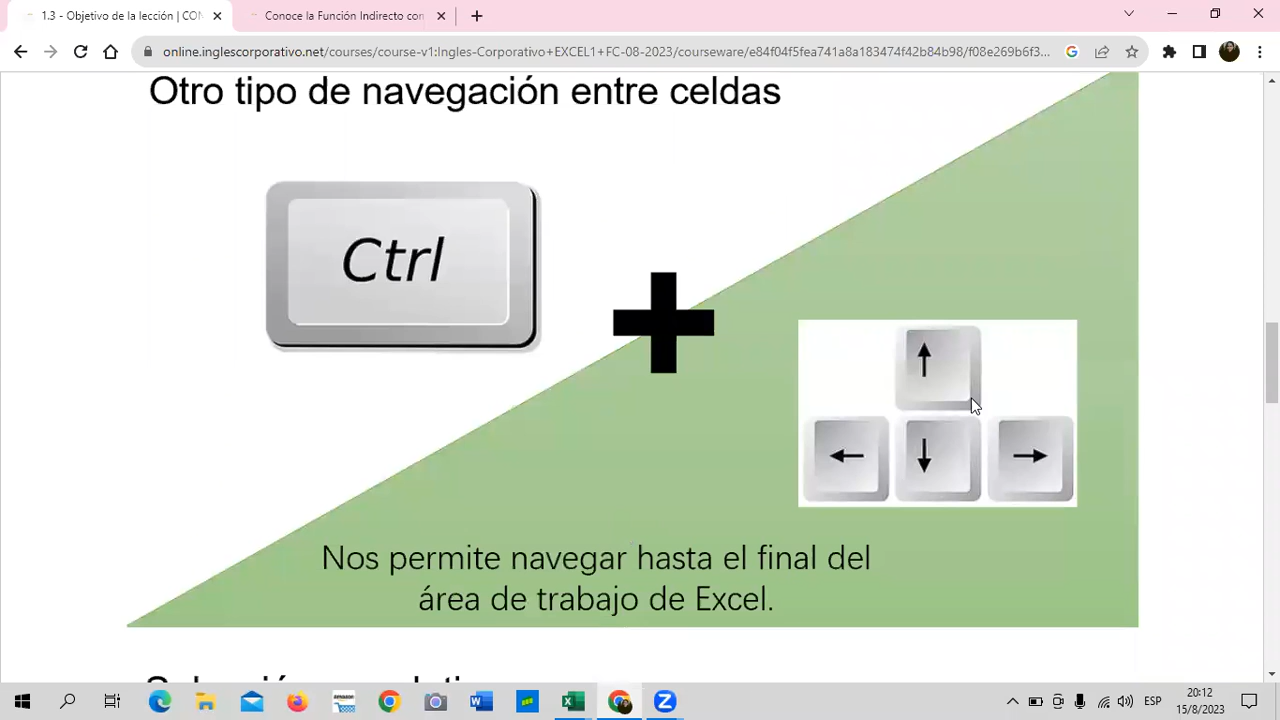 1.3 - Objetivo de la lección | CON
Conoce la Función Indirecto con
online.inglescorporativo.net/courses/course-v1:Ingles-Corporativo+EXCEL1+FC-08-2023/courseware/e84f04f5fea741a8a183474f42b84b98/f08e269b6f3...
Otro tipo de navegación entre celdas
Ctrl
Nos permite navegar hasta el final del
área de trabajo de Excel.
ESP
20:12
15/8/2023